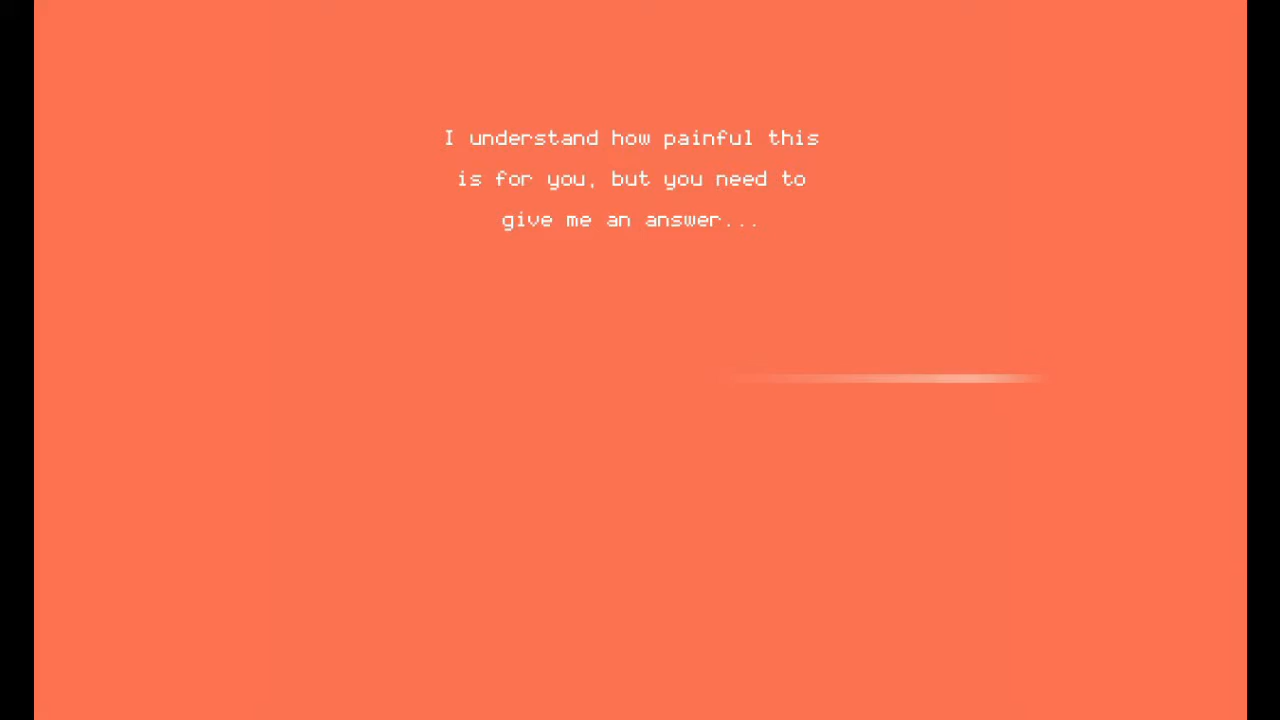 I understand how painful this
is for you, but you need to
give me an answer...